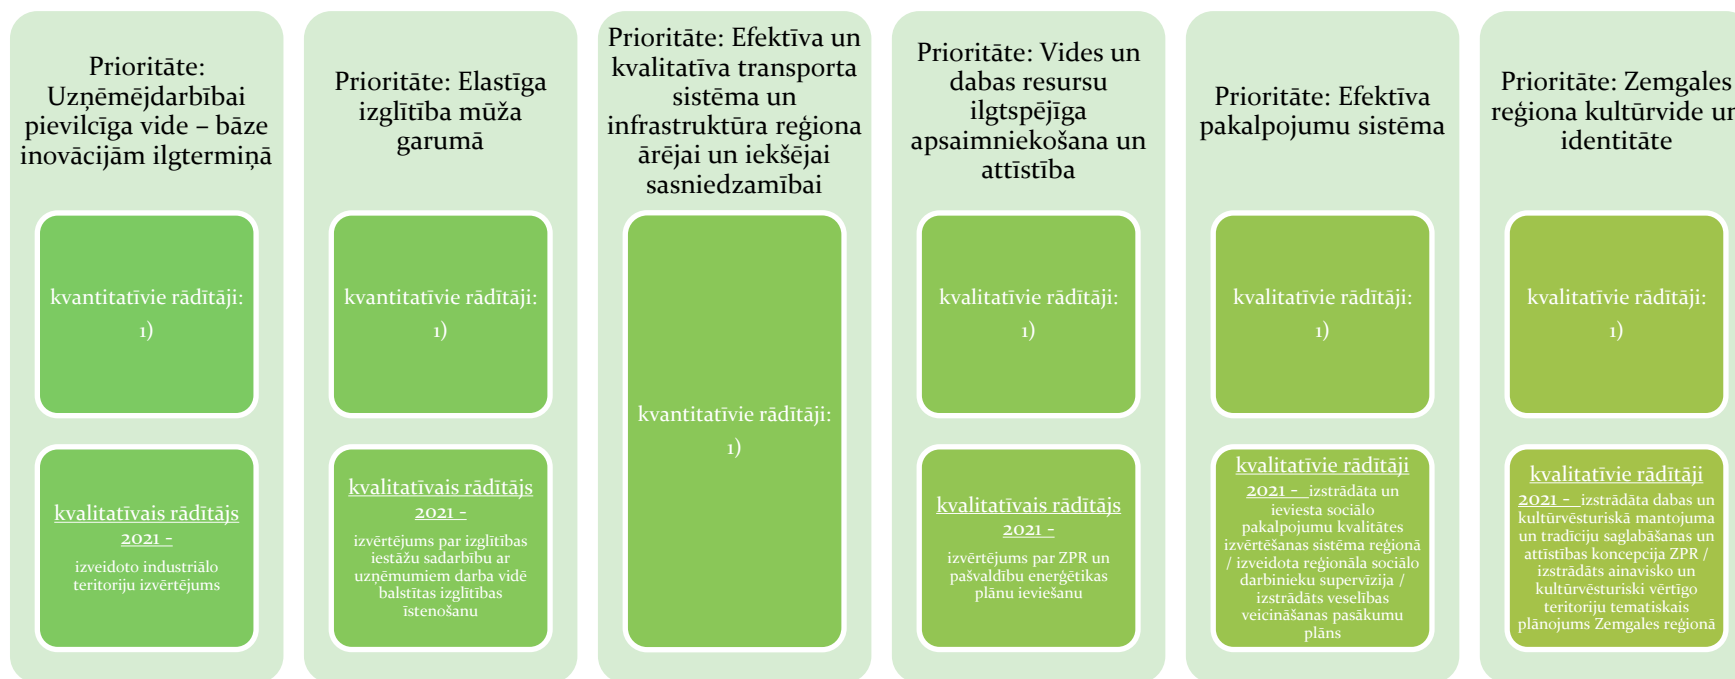 Prioritāte:
Uzņēmējdarbībai
pievilcīga vide – bāze
inovācijām ilgtermiņā
kvantitatīvie rādītāji:
1)
kvalitatīvais rādītājs
2021 -
izveidoto industriālo
teritoriju izvērtējums
Prioritāte: Elastīga
izglītība mūža
garumā
kvantitatīvie rādītāji:
1)
kvalitatīvais rādītājs
2021 -
izvērtējums par izglītības
iestāžu sadarbību ar
uzņēmumiem darba vidē
balstītas izglītības
īstenošanu
Prioritāte: Efektīva un
kvalitatīva transporta
sistēma un
infrastruktūra reģiona
ārējai un iekšējai
sasniedzamībai
kvantitatīvie rādītāji:
1)
Prioritāte: Vides un
dabas resursu
ilgtspējīga
apsaimniekošana un
attīstība
kvalitatīvie rādītāji:
1)
kvalitatīvais rādītājs
2021 -
izvērtējums par ZPR un
pašvaldību enerģētikas
plānu ieviešanu
Prioritāte: Efektīva
pakalpojumu sistēma
kvalitatīvie rādītāji:
1)
kvalitatīvie rādītāji
2021 - izstrādāta un
ieviesta sociālo
pakalpojumu kvalitātes
izvērtēšanas sistēma reģionā
/ izveidota reģionāla sociālo
darbinieku supervīzija /
izstrādāts veselības
veicināšanas pasākumu
plāns
Prioritāte: Zemgales
reģiona kultūrvide un
identitāte
kvalitatīvie rādītāji:
1)
kvalitatīvie rādītāji
2021 - izstrādāta dabas un
kultūrvēsturiskā mantojuma
un tradīciju saglabāšanas un
attīstības koncepcija ZPR /
izstrādāts ainavisko un
kultūrvēsturiski vērtīgo
teritoriju tematiskais
plānojums Zemgales reģionā